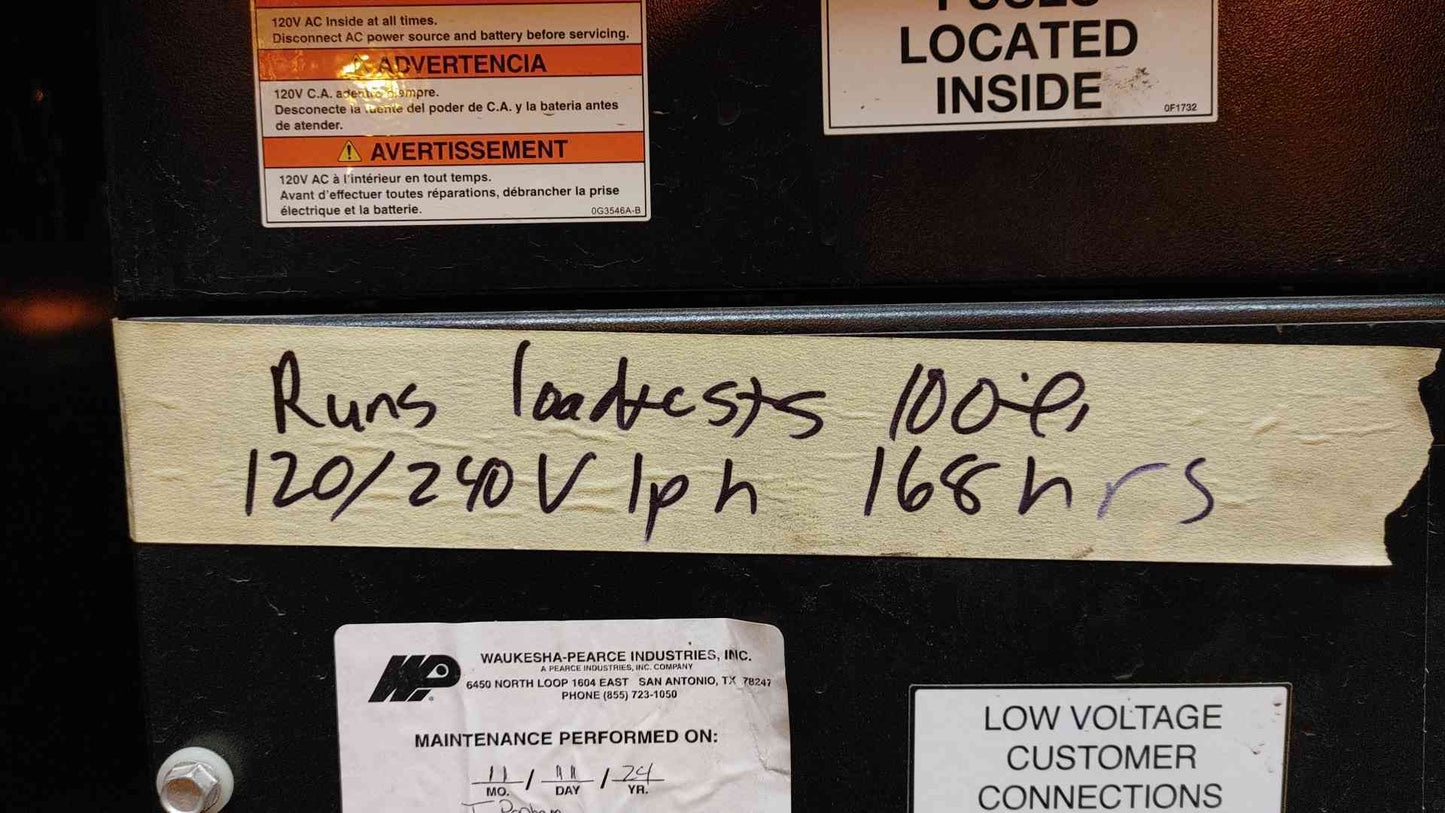 120V AC Inside at all times.
Disconnect AC power source and battery before servicing.
ADVERTENCIA
120V C.A. adentro siempre.
Desconecte la fuente del poder de C.A. y la bateria antes
de atender.
AVERTISSEMENT
120V AC à l'intérieur en tout temps.
Avant d'effectuer toutes réparations, débrancher la prise
électrique et la batterie.
0G3546A-B
FUSES
LOCATED
INSIDE
0F1732
Runs loadtests 100%
120/240V 1ph 168hrs
WP
WAUKESHA-PEARCE INDUSTRIES, INC.
A PEARCE INDUSTRIES, INC. COMPANY
6450 NORTH LOOP 1604 EAST SAN ANTONIO, TX 78247
PHONE (855) 723-1050
MAINTENANCE PERFORMED ON:
11 / 11 / 24
MO. DAY YR.
LOW VOLTAGE
CUSTOMER
CONNECTIONS